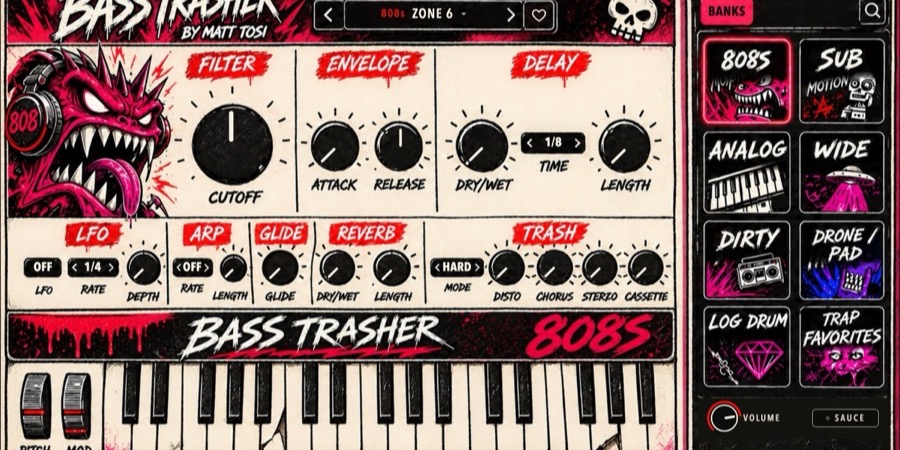 BASS TRASHER
BY MATT TOSI
808s ZONE 6
BANKS
808
FILTER
CUTOFF
ENVELOPE
ATTACK
RELEASE
DELAY
DRY/WET
1/8
TIME
LENGTH
LFO
OFF
LFO
1/4
RATE
DEPTH
ARP
OFF
RATE
LENGTH
GLIDE
GLIDE
REVERB
DRY/WET
LENGTH
TRASH
HARD
MODE
DISTO
CHORUS
STEREO
CASSETTE
BASS TRASHER
808S
PITCH
MOD
808S
SUB
MOTION
ANALOG
WIDE
DIRTY
DRONE /
PAD
LOG DRUM
TRAP
FAVORITES
VOLUME
SAUCE